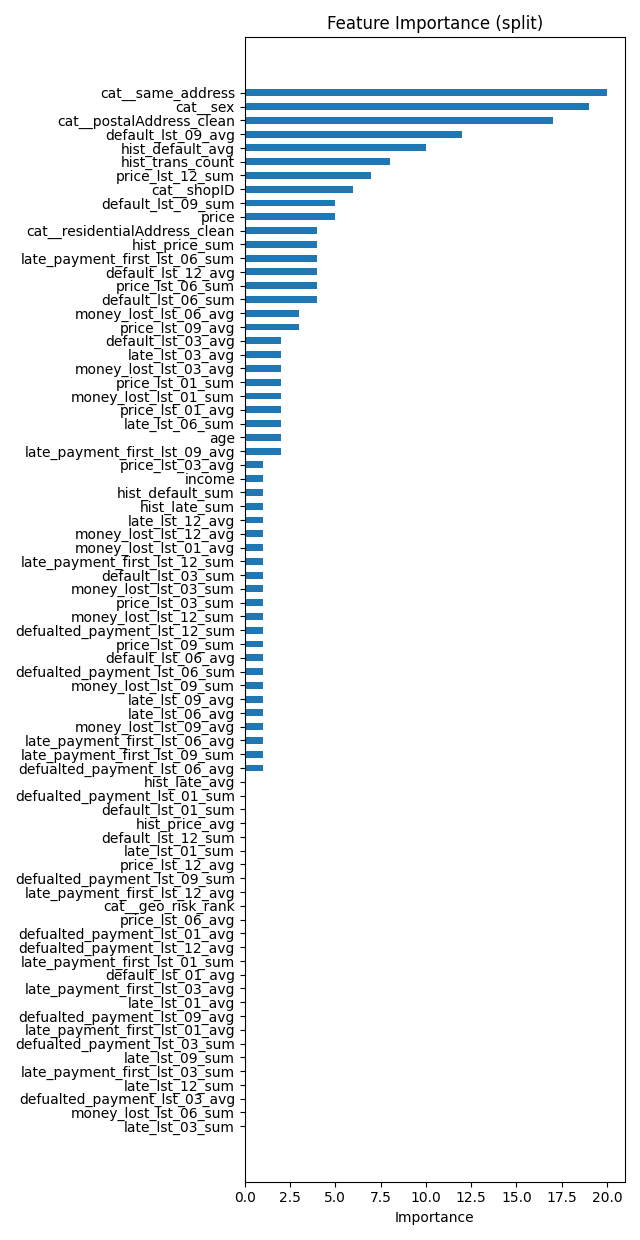 Feature Importance (split)
cat__same_address
cat__sex
cat__postalAddress_clean
default_lst_09_avg
hist_default_avg
hist_trans_count
price_lst_12_sum
cat__shopID
default_lst_09_sum
price
cat__residentialAddress_clean
hist_price_sum
late_payment_first_lst_06_sum
default_lst_12_avg
price_lst_06_sum
default_lst_06_sum
money_lost_lst_06_avg
price_lst_09_avg
default_lst_03_avg
late_lst_03_avg
money_lost_lst_03_avg
price_lst_01_sum
money_lost_lst_01_sum
price_lst_01_avg
late_lst_06_sum
age
late_payment_first_lst_09_avg
price_lst_03_avg
income
hist_default_sum
hist_late_sum
late_lst_12_avg
money_lost_lst_12_avg
money_lost_lst_01_avg
late_payment_first_lst_12_sum
default_lst_03_sum
money_lost_lst_03_sum
price_lst_03_sum
money_lost_lst_12_sum
defualted_payment_lst_12_sum
price_lst_09_sum
default_lst_06_avg
defualted_payment_lst_06_sum
money_lost_lst_09_sum
late_lst_09_avg
late_lst_06_avg
money_lost_lst_09_avg
late_payment_first_lst_06_avg
late_payment_first_lst_09_sum
defualted_payment_lst_06_avg
hist_late_avg
defualted_payment_lst_01_sum
default_lst_01_sum
hist_price_avg
default_lst_12_sum
late_lst_01_sum
price_lst_12_avg
defualted_payment_lst_09_sum
late_payment_first_lst_12_avg
cat__geo_risk_rank
price_lst_06_avg
defualted_payment_lst_01_avg
defualted_payment_lst_12_avg
late_payment_first_lst_01_sum
default_lst_01_avg
late_payment_first_lst_03_avg
late_lst_01_avg
defualted_payment_lst_09_avg
late_payment_first_lst_01_avg
defualted_payment_lst_03_sum
late_lst_09_sum
late_payment_first_lst_03_sum
late_lst_12_sum
defualted_payment_lst_03_avg
money_lost_lst_06_sum
late_lst_03_sum
0.0 2.5 5.0 7.5 10.0 12.5 15.0 17.5 20.0
Importance